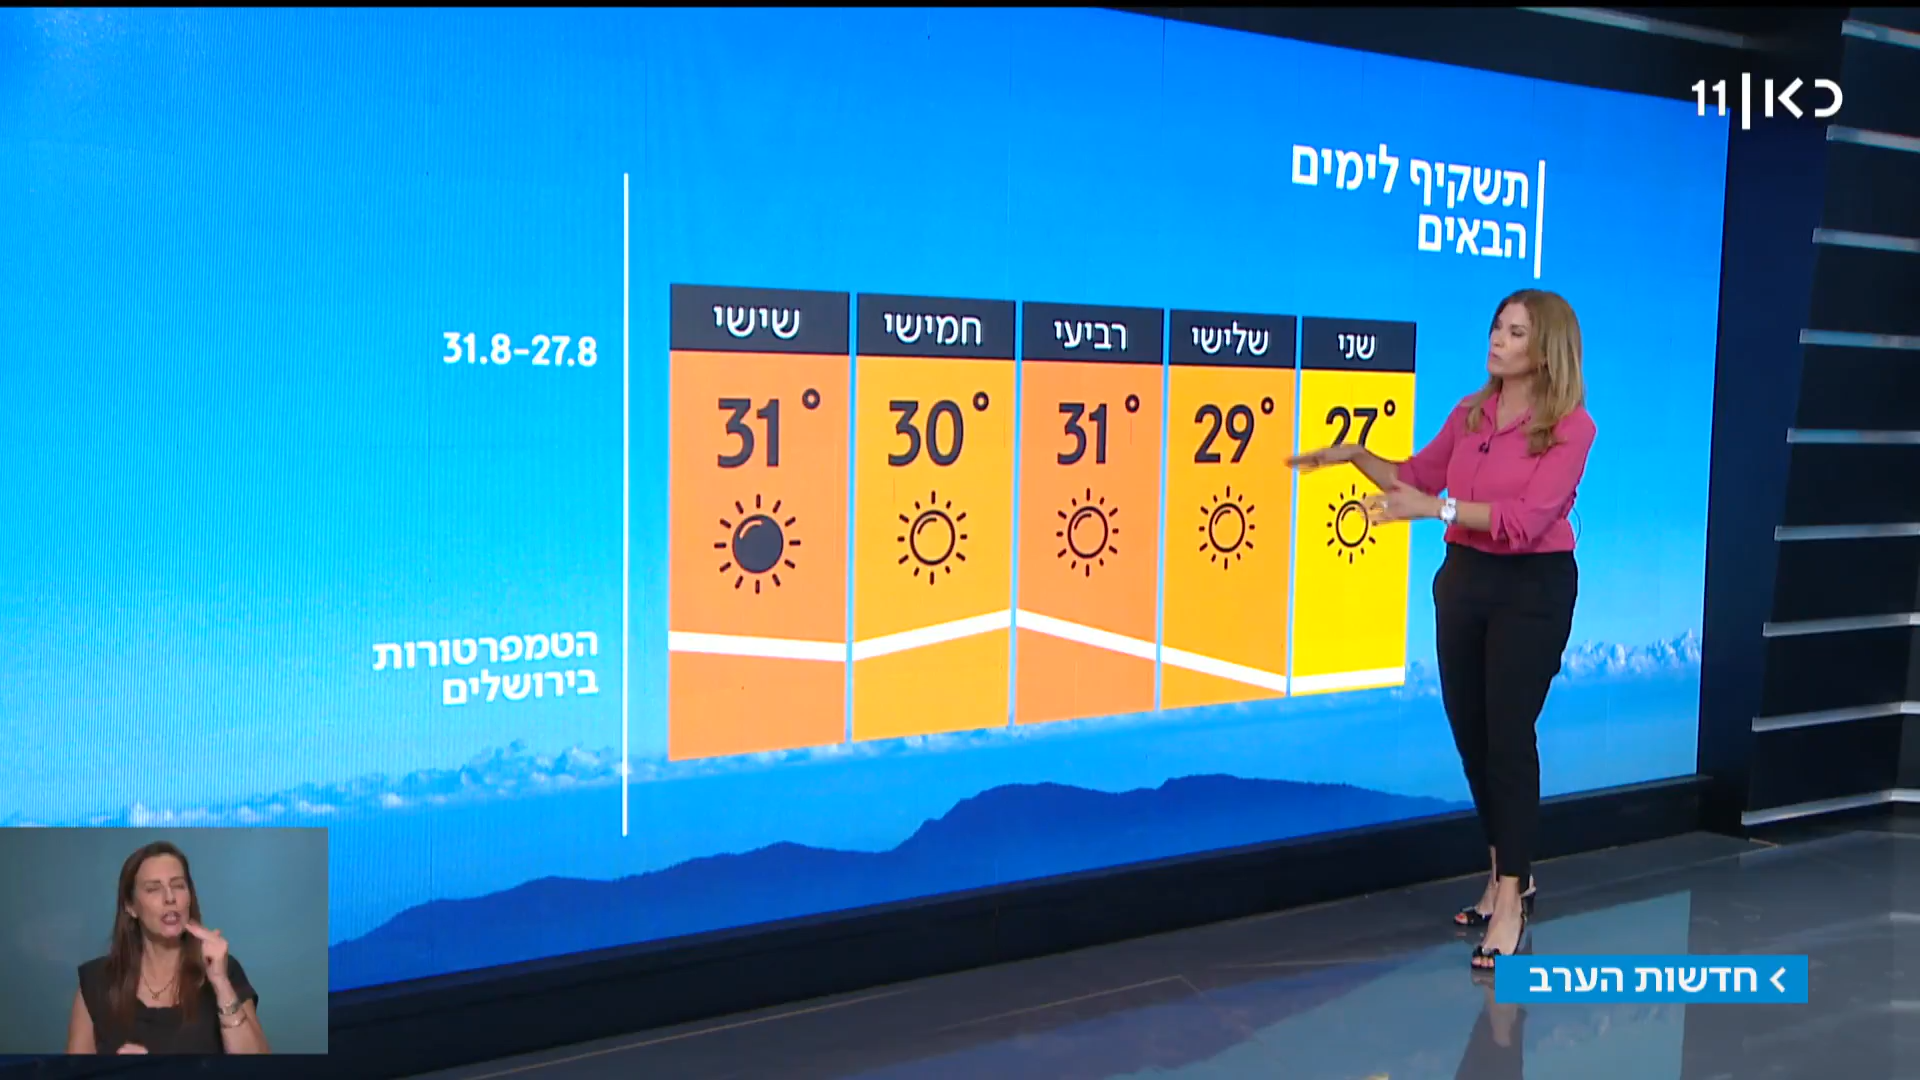 כאן 11
תשקיף לימים
הבאים
שני
שלישי
רביעי
חמישי
שישי
27°
29°
31°
30°
31°
31.8-27.8
הטמפרטורות
בירושלים
חדשות הערב